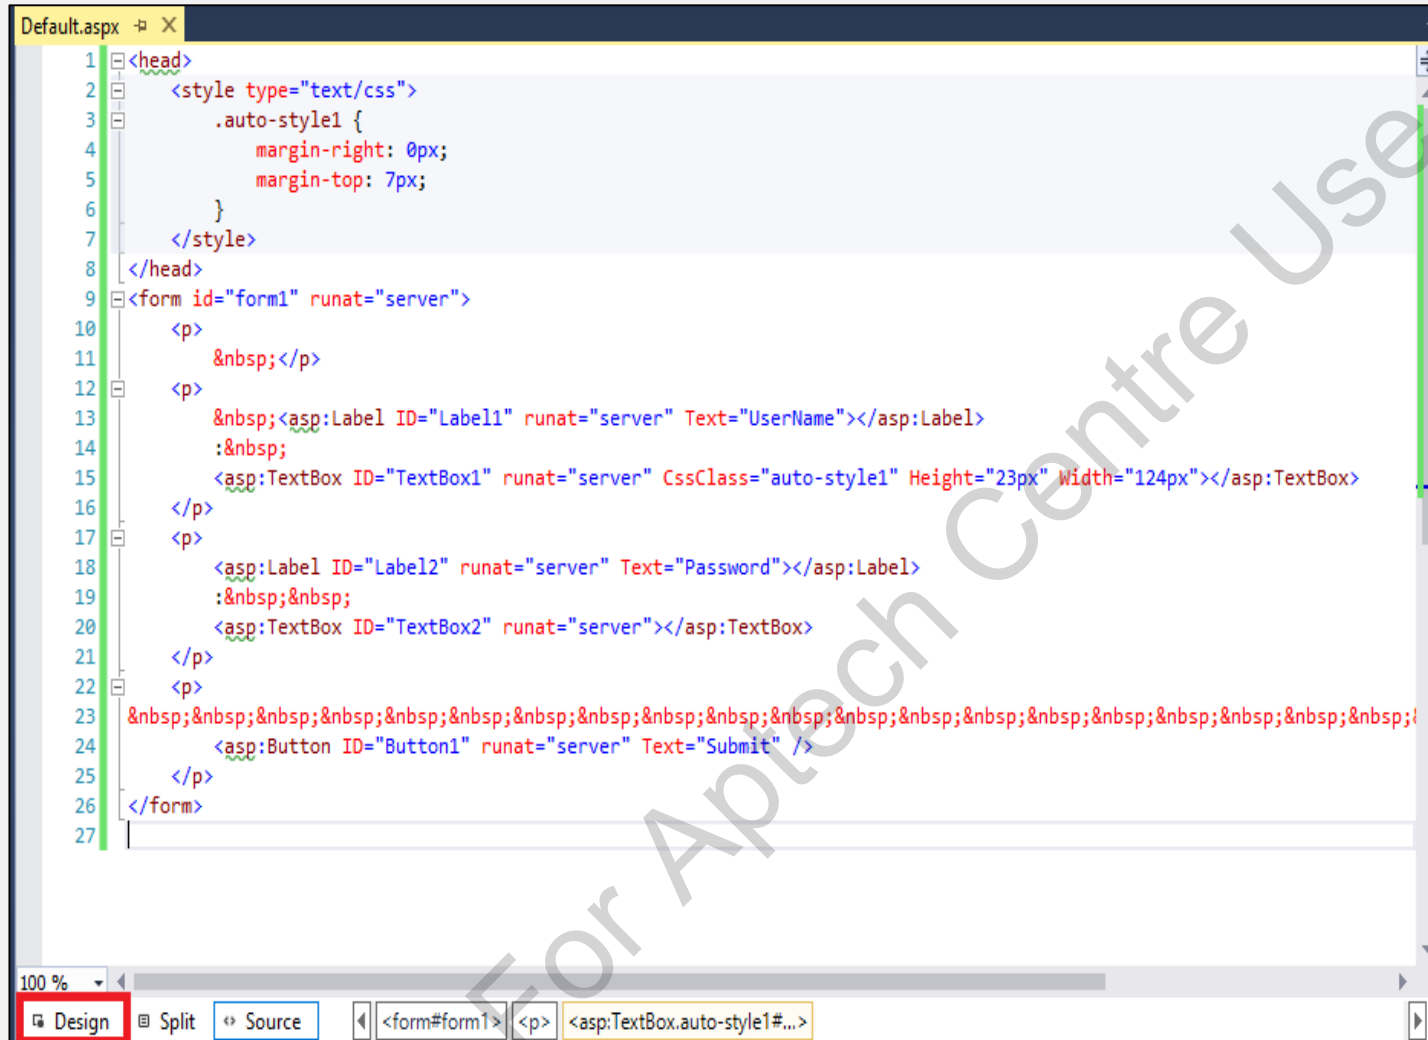 Default.aspx
1 <head>
2 <style type="text/css">
3 .auto-style1 {
4 margin-right: 0px;
5 margin-top: 7px;
6 }
7 </style>
8 </head>
9 <form id="form1" runat="server">
10 <p>
11 &nbsp;</p>
12 <p>
13 &nbsp;<asp:Label ID="Label1" runat="server" Text="UserName"></asp:Label>
14 :&nbsp;
15 <asp:TextBox ID="TextBox1" runat="server" CssClass="auto-style1" Height="23px" Width="124px"></asp:TextBox>
16 </p>
17 <p>
18 <asp:Label ID="Label2" runat="server" Text="Password"></asp:Label>
19 :&nbsp;&nbsp;
20 <asp:TextBox ID="TextBox2" runat="server"></asp:TextBox>
21 </p>
22 <p>
23 &nbsp;&nbsp;&nbsp;&nbsp;&nbsp;&nbsp;&nbsp;&nbsp;&nbsp;&nbsp;&nbsp;&nbsp;&nbsp;&nbsp;&nbsp;&nbsp;&nbsp;&nbsp;&nbsp;&nbsp;
24 <asp:Button ID="Button1" runat="server" Text="Submit" />
25 </p>
26 </form>
27
100 %
Design Split Source <form#form1> <p> <asp:TextBox.auto-style1#...>
For Aptech Centre Use